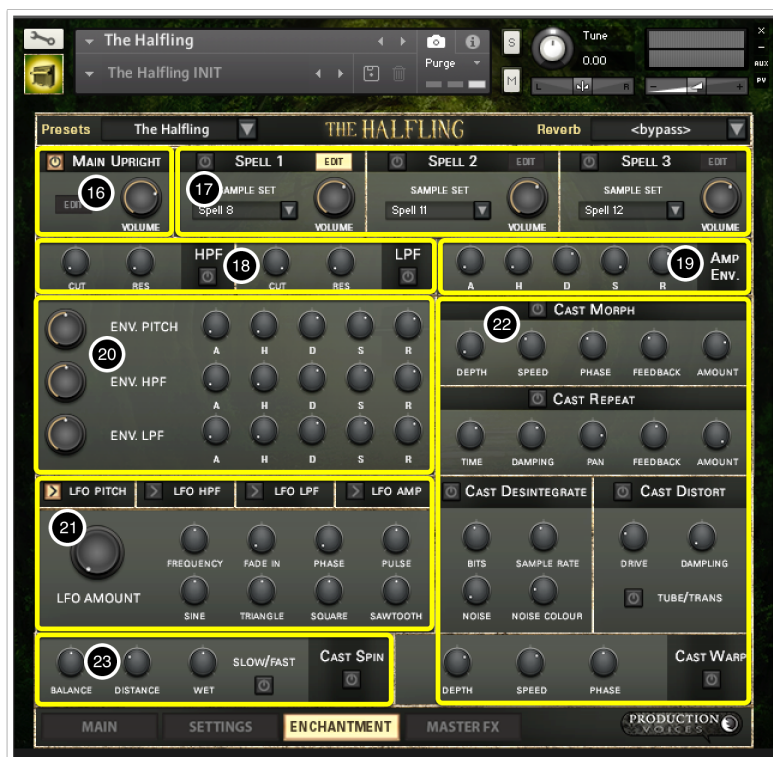 The Halfling
Tune
0.00
S
Purge
AUX
PV
The Halfling INIT
M
L
R
Presets
The Halfling
THE HALFLING
Reverb
<bypass>
MAIN UPRIGHT
SPELL 1
EDIT
SPELL 2
EDIT
SPELL 3
EDIT
16
17
SAMPLE SET
SAMPLE SET
SAMPLE SET
EDIT
Spell 8
Spell 11
Spell 12
VOLUME
VOLUME
VOLUME
VOLUME
HPF
18
LPF
19
AMP
ENV.
CUT
RES
CUT
RES
A
H
D
S
R
20
ENV. PITCH
A
H
D
S
R
ENV. HPF
A
H
D
S
R
ENV. LPF
A
H
D
S
R
22
CAST MORPH
DEPTH
SPEED
PHASE
FEEDBACK
AMOUNT
CAST REPEAT
TIME
DAMPING
PAN
FEEDBACK
AMOUNT
LFO PITCH
LFO HPF
LFO LPF
LFO AMP
21
FREQUENCY
FADE IN
PHASE
PULSE
LFO AMOUNT
SINE
TRIANGLE
SQUARE
SAWTOOTH
CAST DESINTEGRATE
BITS
SAMPLE RATE
NOISE
NOISE COLOUR
CAST DISTORT
DRIVE
DAMPLING
TUBE/TRANS
23
SLOW/FAST
CAST SPIN
BALANCE
DISTANCE
WET
CAST WARP
DEPTH
SPEED
PHASE
MAIN
SETTINGS
ENCHANTMENT
MASTER FX
PRODUCTION
VOICES